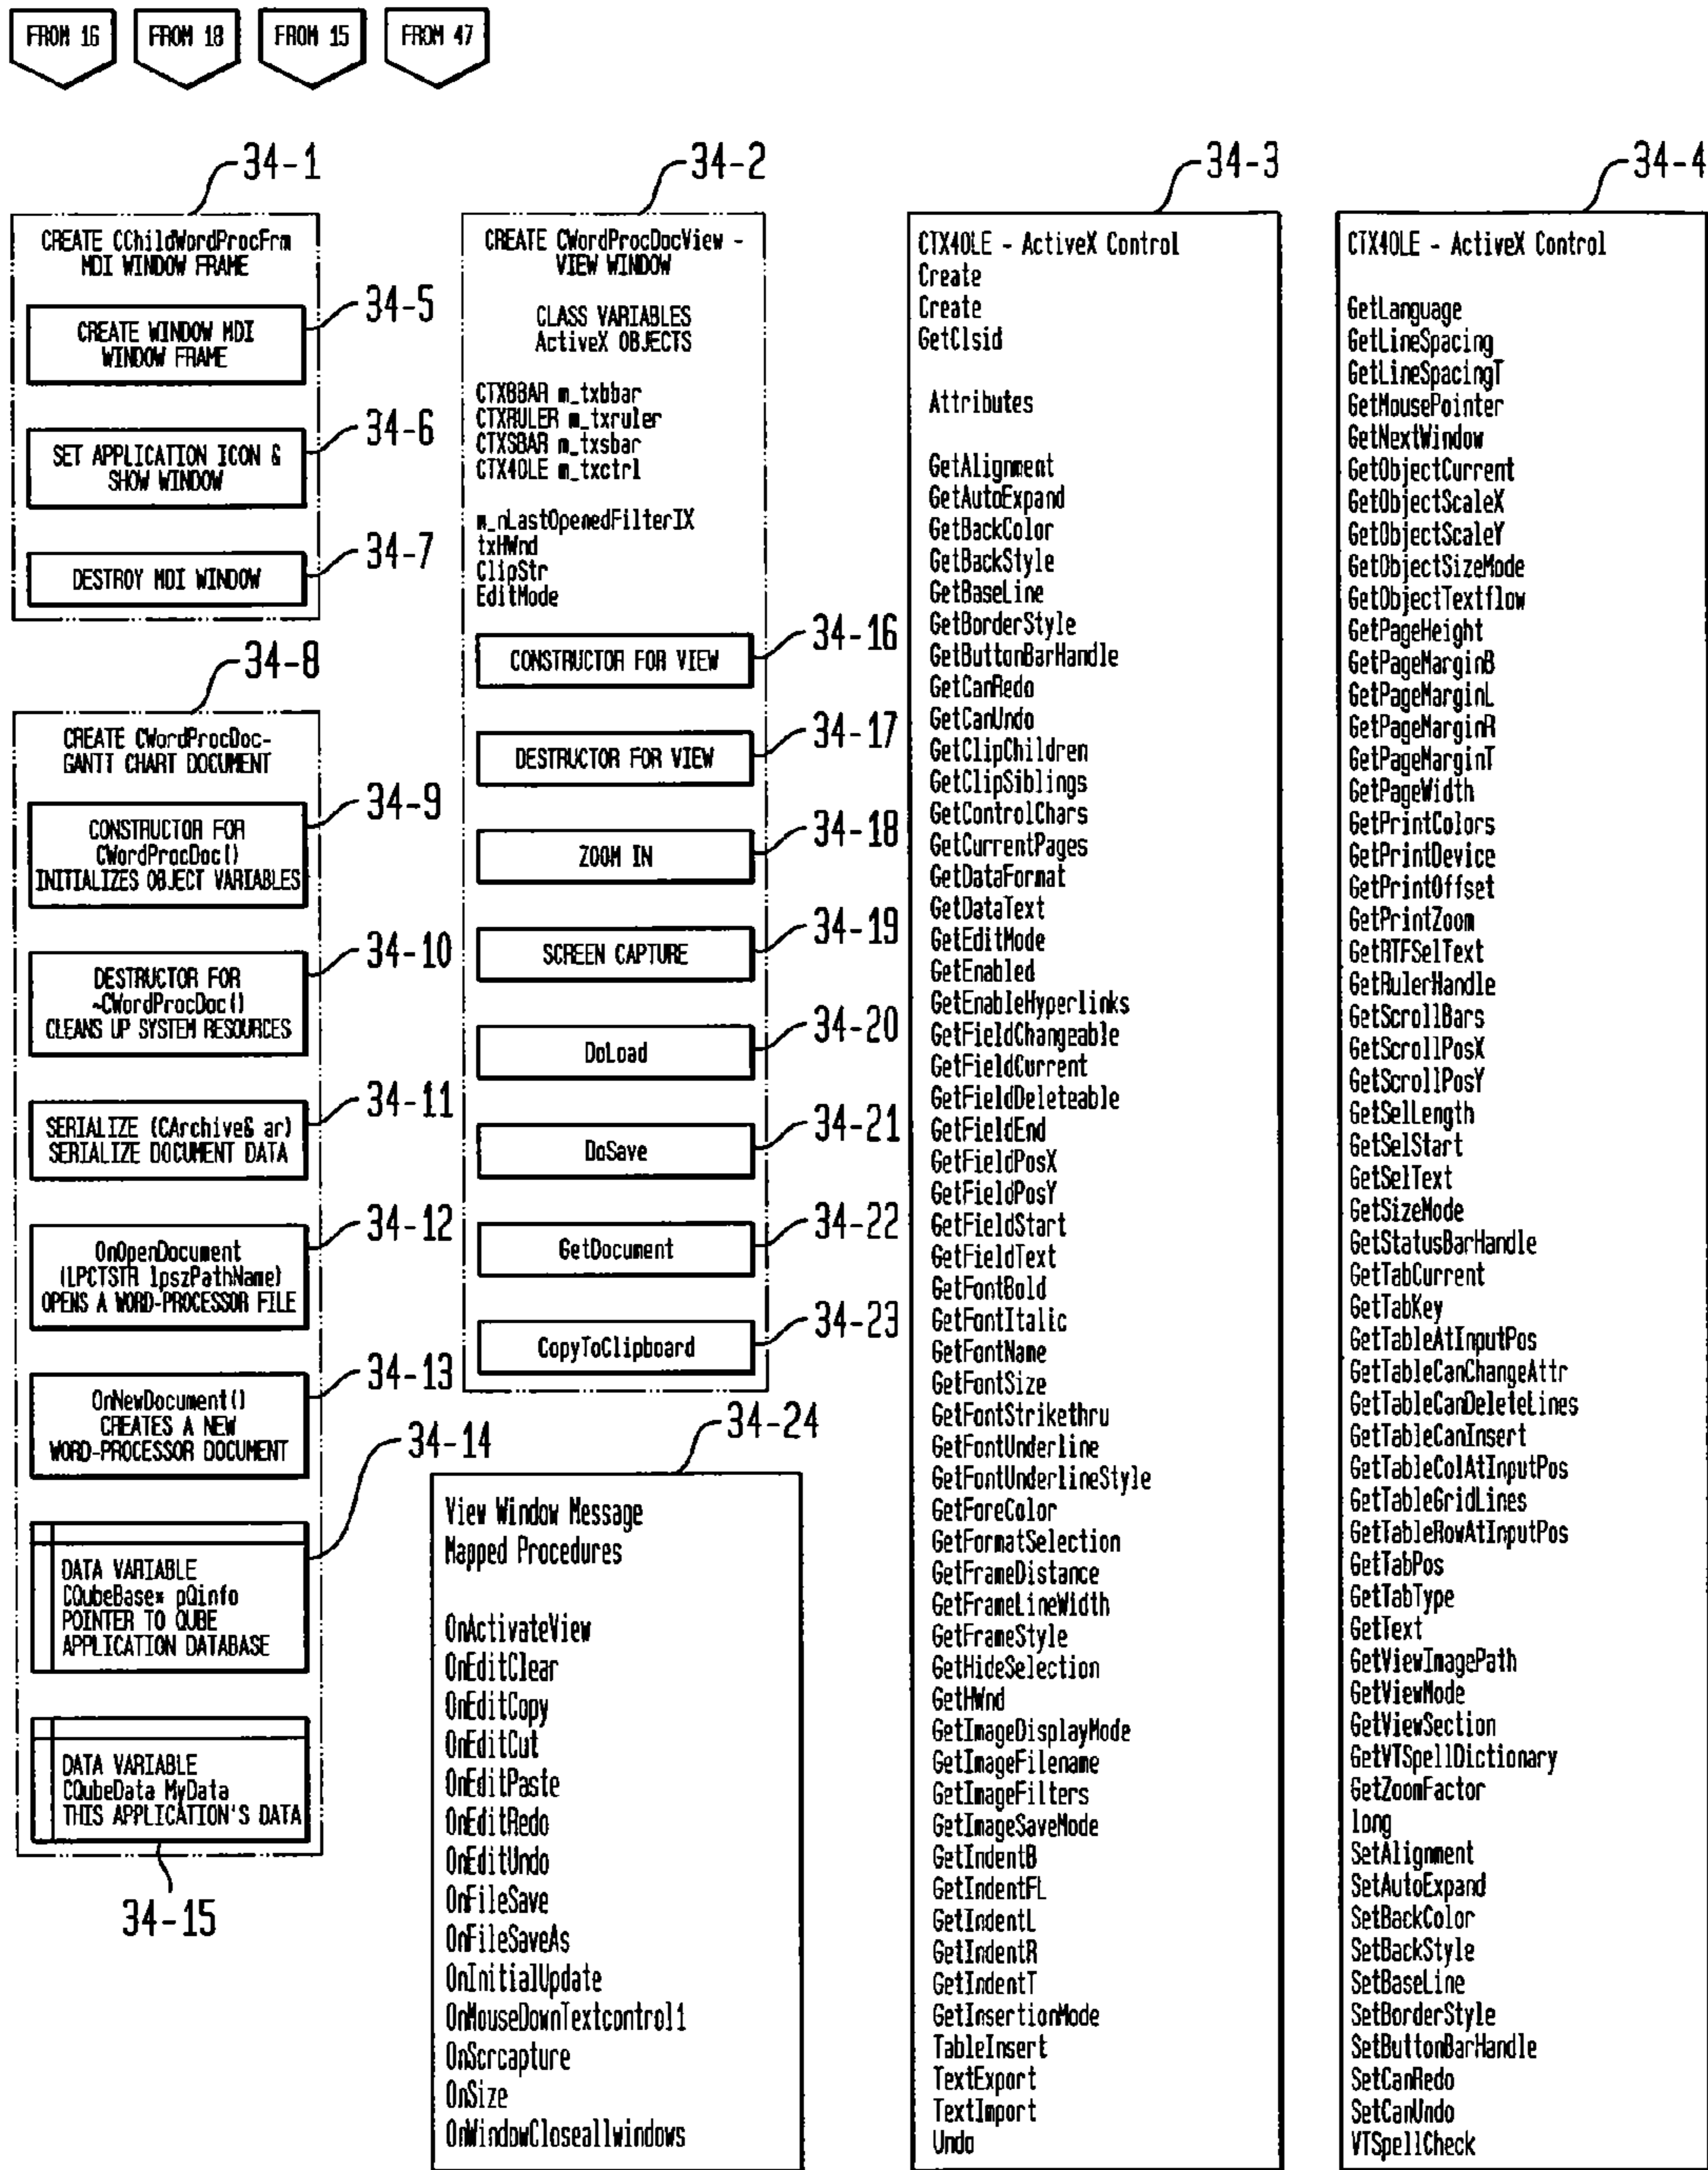 FROM 16
FROM 18
FROM 15
FROM 47
34-1
CREATE CChildWordProcFrm
MDI WINDOW FRAME
34-5
CREATE WINDOW MDI
WINDOW FRAME
34-6
SET APPLICATION ICON &
SHOW WINDOW
34-7
DESTROY MDI WINDOW
34-8
CREATE CWordProcDoc-
GANTT CHART DOCUMENT
34-9
CONSTRUCTOR FOR
CWordProcDoc()
INITIALIZES OBJECT VARIABLES
34-10
DESTRUCTOR FOR
~CWordProcDoc()
CLEANS UP SYSTEM RESOURCES
34-11
SERIALIZE (CArchive& ar)
SERIALIZE DOCUMENT DATA
34-12
OnOpenDocument
(LPCTSTR lpszPathName)
OPENS A WORD-PROCESSOR FILE
34-13
OnNewDocument()
CREATES A NEW
WORD-PROCESSOR DOCUMENT
34-14
DATA VARIABLE
CQubeBase* pQinfo
POINTER TO QUBE
APPLICATION DATABASE
DATA VARIABLE
CQubeData MyData
THIS APPLICATION'S DATA
34-15
34-2
CREATE CWordProcDocView -
VIEW WINDOW
CLASS VARIABLES
ActiveX OBJECTS
CTXBBAR m_txbbar
CTXRULER m_txruler
CTXSBAR m_txsbar
CTX4OLE m_txctrl
m_nLastOpenedFilterIX
txHWnd
ClipStr
EditMode
34-16
CONSTRUCTOR FOR VIEW
34-17
DESTRUCTOR FOR VIEW
34-18
ZOOM IN
34-19
SCREEN CAPTURE
34-20
DoLoad
34-21
DoSave
34-22
GetDocument
34-23
CopyToClipboard
34-24
View Window Message
Mapped Procedures
OnActivateView
OnEditClear
OnEditCopy
OnEditCut
OnEditPaste
OnEditRedo
OnEditUndo
OnFileSave
OnFileSaveAs
OnInitialUpdate
OnMouseDownTextcontrol1
OnScrcapture
OnSize
OnWindowCloseallwindows
34-3
CTX4OLE - ActiveX Control
Create
Create
GetClsid
Attributes
GetAlignment
GetAutoExpand
GetBackColor
GetBackStyle
GetBaseLine
GetBorderStyle
GetButtonBarHandle
GetCanRedo
GetCanUndo
GetClipChildren
GetClipSiblings
GetControlChars
GetCurrentPages
GetDataFormat
GetDataText
GetEditMode
GetEnabled
GetEnableHyperlinks
GetFieldChangeable
GetFieldCurrent
GetFieldDeleteable
GetFieldEnd
GetFieldPosX
GetFieldPosY
GetFieldStart
GetFieldText
GetFontBold
GetFontItalic
GetFontName
GetFontSize
GetFontStrikethru
GetFontUnderline
GetFontUnderlineStyle
GetForeColor
GetFormatSelection
GetFrameDistance
GetFrameLineWidth
GetFrameStyle
GetHideSelection
GetHWnd
GetImageDisplayMode
GetImageFilename
GetImageFilters
GetImageSaveMode
GetIndentB
GetIndentFL
GetIndentL
GetIndentR
GetIndentT
GetInsertionMode
TableInsert
TextExport
TextImport
Undo
34-4
CTX4OLE - ActiveX Control
GetLanguage
GetLineSpacing
GetLineSpacingT
GetMousePointer
GetNextWindow
GetObjectCurrent
GetObjectScaleX
GetObjectScaleY
GetObjectSizeMode
GetObjectTextflow
GetPageHeight
GetPageMarginB
GetPageMarginL
GetPageMarginR
GetPageMarginT
GetPageWidth
GetPrintColors
GetPrintDevice
GetPrintOffset
GetPrintZoom
GetRTFSelText
GetRulerHandle
GetScrollBars
GetScrollPosX
GetScrollPosY
GetSelLength
GetSelStart
GetSelText
GetSizeMode
GetStatusBarHandle
GetTabCurrent
GetTabKey
GetTableAtInputPos
GetTableCanChangeAttr
GetTableCanDeleteLines
GetTableCanInsert
GetTableColAtInputPos
GetTableGridLines
GetTableRowAtInputPos
GetTabPos
GetTabType
GetText
GetViewImagePath
GetViewMode
GetViewSection
GetVTSpellDictionary
GetZoomFactor
long
SetAlignment
SetAutoExpand
SetBackColor
SetBackStyle
SetBaseLine
SetBorderStyle
SetButtonBarHandle
SetCanRedo
SetCanUndo
VTSpellCheck